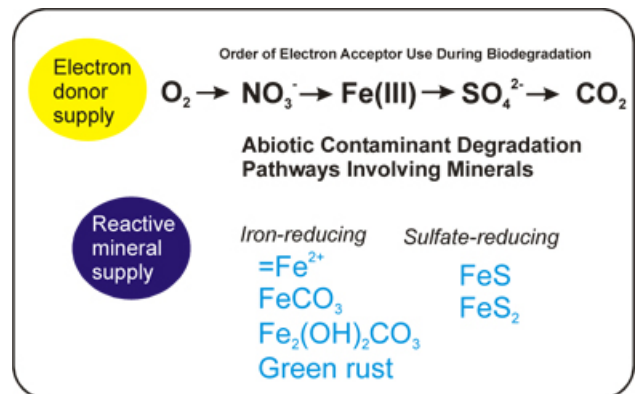 Electron
donor
supply
Order of Electron Acceptor Use During Biodegradation
O₂ → NO₃⁻ → Fe(III) → SO₄²⁻ → CO₂
Abiotic Contaminant Degradation
Pathways Involving Minerals
Reactive
mineral
supply
Iron-reducing
=Fe²⁺
FeCO₃
Fe₂(OH)₂CO₃
Green rust
Sulfate-reducing
FeS
FeS₂